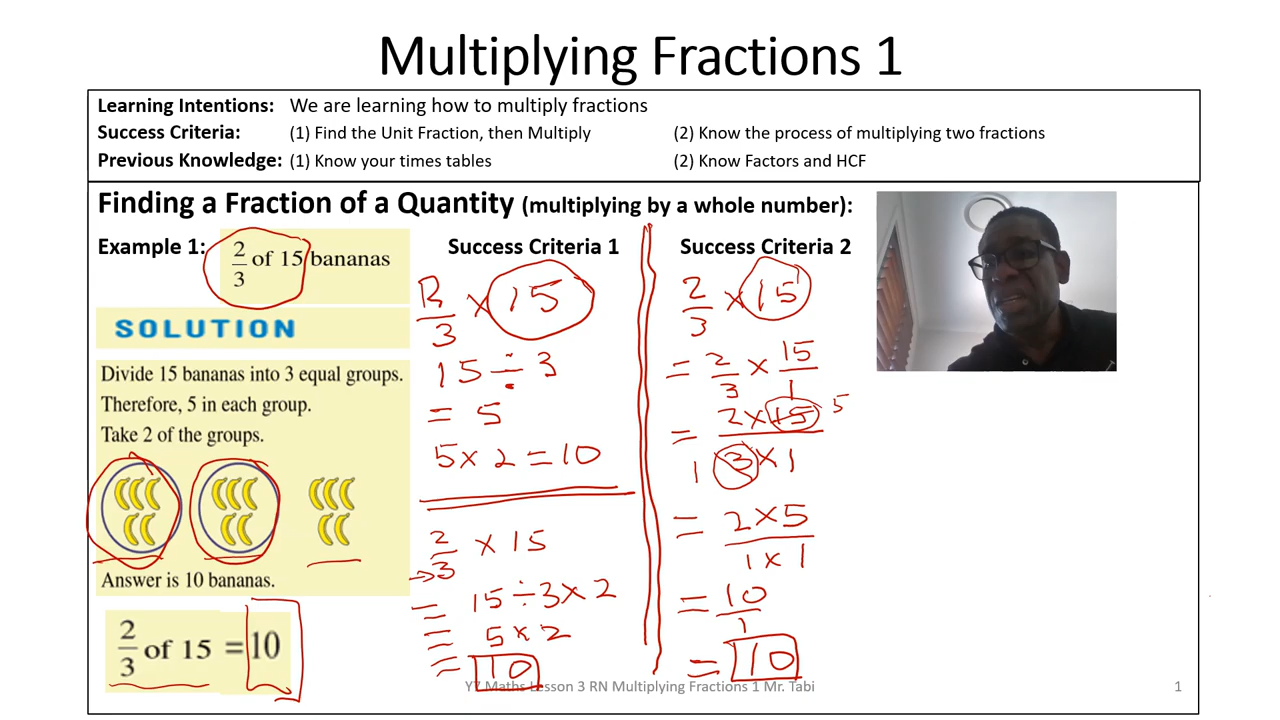 Multiplying Fractions 1
Learning Intentions: We are learning how to multiply fractions
Success Criteria: (1) Find the Unit Fraction, then Multiply (2) Know the process of multiplying two fractions
Previous Knowledge: (1) Know your times tables (2) Know Factors and HCF
Finding a Fraction of a Quantity (multiplying by a whole number):
Example 1: 2/3 of 15 bananas
SOLUTION
Divide 15 bananas into 3 equal groups.
Therefore, 5 in each group.
Take 2 of the groups.
Answer is 10 bananas.
2/3 of 15 = 10
Success Criteria 1
2/3 × 15
15 ÷ 3
= 5
5 × 2 = 10
2/3 × 15
= 15 ÷ 3 × 2
= 5 × 2
= 10
Success Criteria 2
2/3 × 15
= 2/3 × 15/1
= 2 × 15 5
1 3 × 1
= 2 × 5
1 × 1
= 10/1
= 10
Y7 Maths Lesson 3 RN Multiplying Fractions 1 Mr. Tabi
1